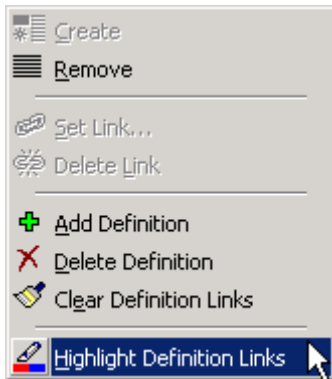 Create
Remove
Set Link...
Delete Link
Add Definition
Delete Definition
Clear Definition Links
Highlight Definition Links